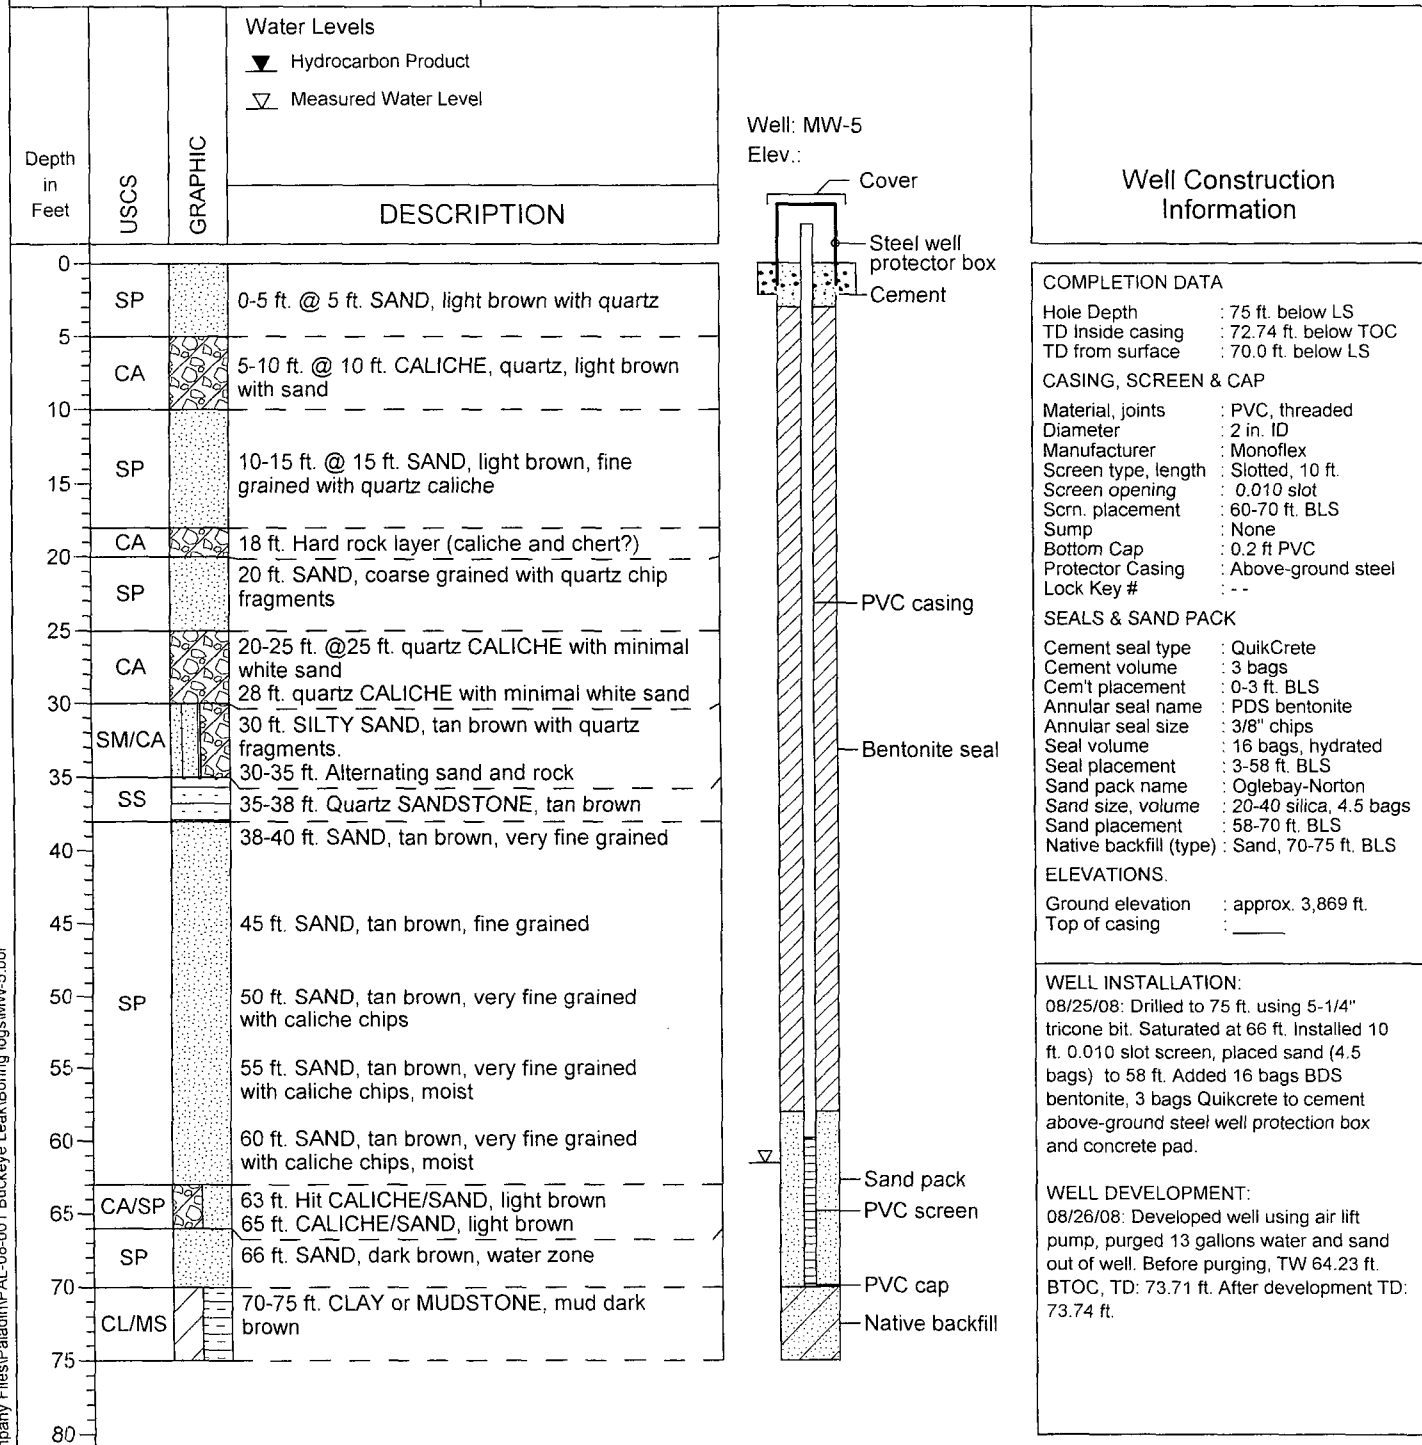 Water Levels
Hydrocarbon Product
Measured Water Level
Depth
in
Feet
USCS
GRAPHIC
DESCRIPTION
Well: MW-5
Elev.:
Well Construction
Information
0
5
10
15
20
25
30
35
40
45
50
55
60
65
70
75
80
SP
CA
SP
CA
SP
CA
SM/CA
SS
SP
CA/SP
SP
CL/MS
0-5 ft. @ 5 ft. SAND, light brown with quartz
5-10 ft. @ 10 ft. CALICHE, quartz, light brown
with sand
10-15 ft. @ 15 ft. SAND, light brown, fine
grained with quartz caliche
18 ft. Hard rock layer (caliche and chert?)
20 ft. SAND, coarse grained with quartz chip
fragments
20-25 ft. @25 ft. quartz CALICHE with minimal
white sand
28 ft. quartz CALICHE with minimal white sand
30 ft. SILTY SAND, tan brown with quartz
fragments.
30-35 ft. Alternating sand and rock
35-38 ft. Quartz SANDSTONE, tan brown
38-40 ft. SAND, tan brown, very fine grained
45 ft. SAND, tan brown, fine grained
50 ft. SAND, tan brown, very fine grained
with caliche chips
55 ft. SAND, tan brown, very fine grained
with caliche chips, moist
60 ft. SAND, tan brown, very fine grained
with caliche chips, moist
63 ft. Hit CALICHE/SAND, light brown
65 ft. CALICHE/SAND, light brown
66 ft. SAND, dark brown, water zone
70-75 ft. CLAY or MUDSTONE, mud dark
brown
Cover
Steel well
protector box
Cement
PVC casing
Bentonite seal
Sand pack
PVC screen
PVC cap
Native backfill
COMPLETION DATA
Hole Depth : 75 ft. below LS
TD Inside casing : 72.74 ft. below TOC
TD from surface : 70.0 ft. below LS
CASING, SCREEN & CAP
Material, joints : PVC, threaded
Diameter : 2 in. ID
Manufacturer : Monoflex
Screen type, length : Slotted, 10 ft.
Screen opening : 0.010 slot
Scrn. placement : 60-70 ft. BLS
Sump : None
Bottom Cap : 0.2 ft PVC
Protector Casing : Above-ground steel
Lock Key # : - -
SEALS & SAND PACK
Cement seal type : QuikCrete
Cement volume : 3 bags
Cem't placement : 0-3 ft. BLS
Annular seal name : PDS bentonite
Annular seal size : 3/8" chips
Seal volume : 16 bags, hydrated
Seal placement : 3-58 ft. BLS
Sand pack name : Oglebay-Norton
Sand size, volume : 20-40 silica, 4.5 bags
Sand placement : 58-70 ft. BLS
Native backfill (type) : Sand, 70-75 ft. BLS
ELEVATIONS.
Ground elevation : approx. 3,869 ft.
Top of casing : _____
WELL INSTALLATION:
08/25/08: Drilled to 75 ft. using 5-1/4"
tricone bit. Saturated at 66 ft. Installed 10
ft. 0.010 slot screen, placed sand (4.5
bags) to 58 ft. Added 16 bags BDS
bentonite, 3 bags Quikcrete to cement
above-ground steel well protection box
and concrete pad.
WELL DEVELOPMENT:
08/26/08: Developed well using air lift
pump, purged 13 gallons water and sand
out of well. Before purging, TW 64.23 ft.
BTOC, TD: 73.71 ft. After development TD:
73.74 ft.
Files\Paladin\PAL-08-001 Buckeye Leak\Boring logs\MW-5.bor